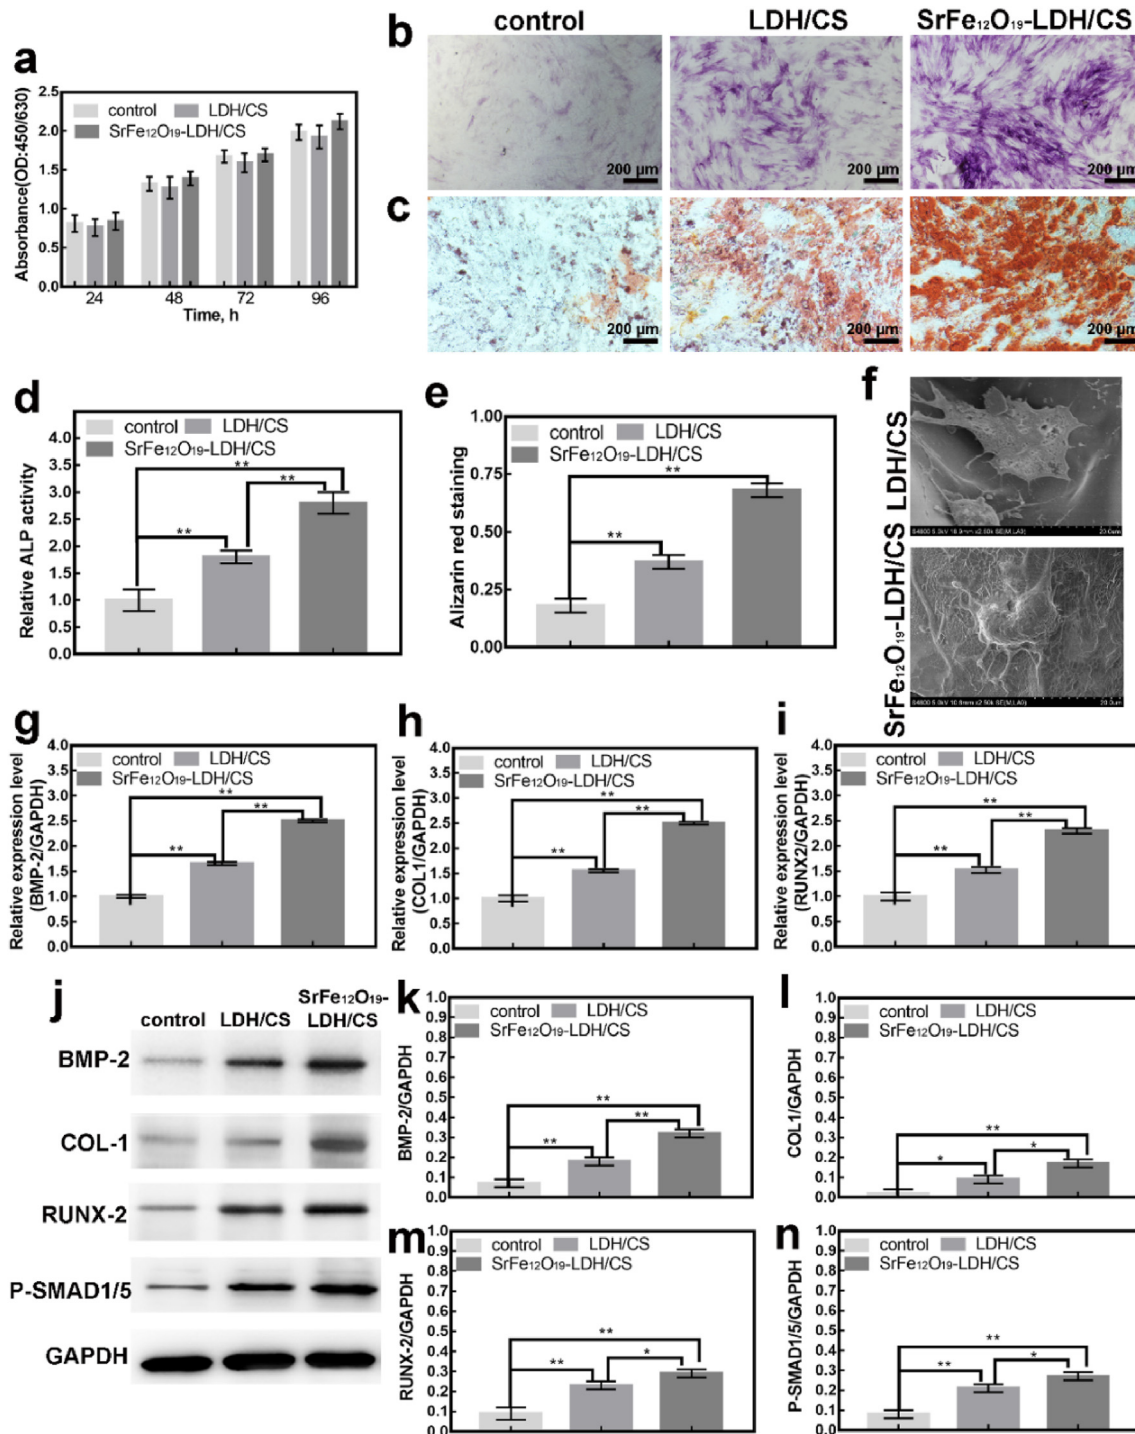 a
Absorbance(OD:450/630)
2.5
2.0
1.5
1.0
0.5
0.0
control
LDH/CS
SrFe₁₂O₁₉-LDH/CS
24
48
72
96
Time, h
control
LDH/CS
SrFe₁₂O₁₉-LDH/CS
b
200 μm
200 μm
200 μm
c
200 μm
200 μm
200 μm
d
Relative ALP activity
4.0
3.5
3.0
2.5
2.0
1.5
1.0
0.5
0.0
control
LDH/CS
SrFe₁₂O₁₉-LDH/CS
**
**
**
e
Alizarin red staining
1.00
0.75
0.50
0.25
0.00
control
LDH/CS
SrFe₁₂O₁₉-LDH/CS
**
**
f
LDH/CS
20.0um
SrFe₁₂O₁₉-LDH/CS
20.0um
g
Relative expression level
(BMP-2/GAPDH)
4.0
3.5
3.0
2.5
2.0
1.5
1.0
0.5
0.0
control
LDH/CS
SrFe₁₂O₁₉-LDH/CS
**
**
**
h
Relative expression level
(COL1/GAPDH)
4.0
3.5
3.0
2.5
2.0
1.5
1.0
0.5
0.0
control
LDH/CS
SrFe₁₂O₁₉-LDH/CS
**
**
**
i
Relative expression level
(RUNX2/GAPDH)
4.0
3.5
3.0
2.5
2.0
1.5
1.0
0.5
0.0
control
LDH/CS
SrFe₁₂O₁₉-LDH/CS
**
**
**
j
control
LDH/CS
SrFe₁₂O₁₉-
LDH/CS
BMP-2
COL-1
RUNX-2
P-SMAD1/5
GAPDH
k
BMP-2/GAPDH
1.0
0.9
0.8
0.7
0.6
0.5
0.4
0.3
0.2
0.1
0.0
control
LDH/CS
SrFe₁₂O₁₉-LDH/CS
**
**
**
l
COL1/GAPDH
1.0
0.9
0.8
0.7
0.6
0.5
0.4
0.3
0.2
0.1
0.0
control
LDH/CS
SrFe₁₂O₁₉-LDH/CS
**
*
*
m
RUNX-2/GAPDH
1.0
0.9
0.8
0.7
0.6
0.5
0.4
0.3
0.2
0.1
0.0
control
LDH/CS
SrFe₁₂O₁₉-LDH/CS
**
**
*
n
P-SMAD1/5/GAPDH
1.0
0.9
0.8
0.7
0.6
0.5
0.4
0.3
0.2
0.1
0.0
control
LDH/CS
SrFe₁₂O₁₉-LDH/CS
**
**
*